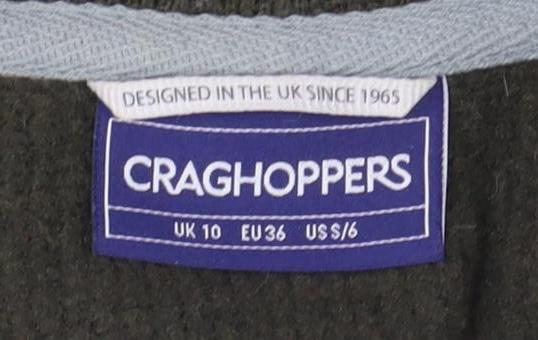 DESIGNED IN THE UK SINCE 1965
CRAGHOPPERS
UK 10 EU 36 US S/6